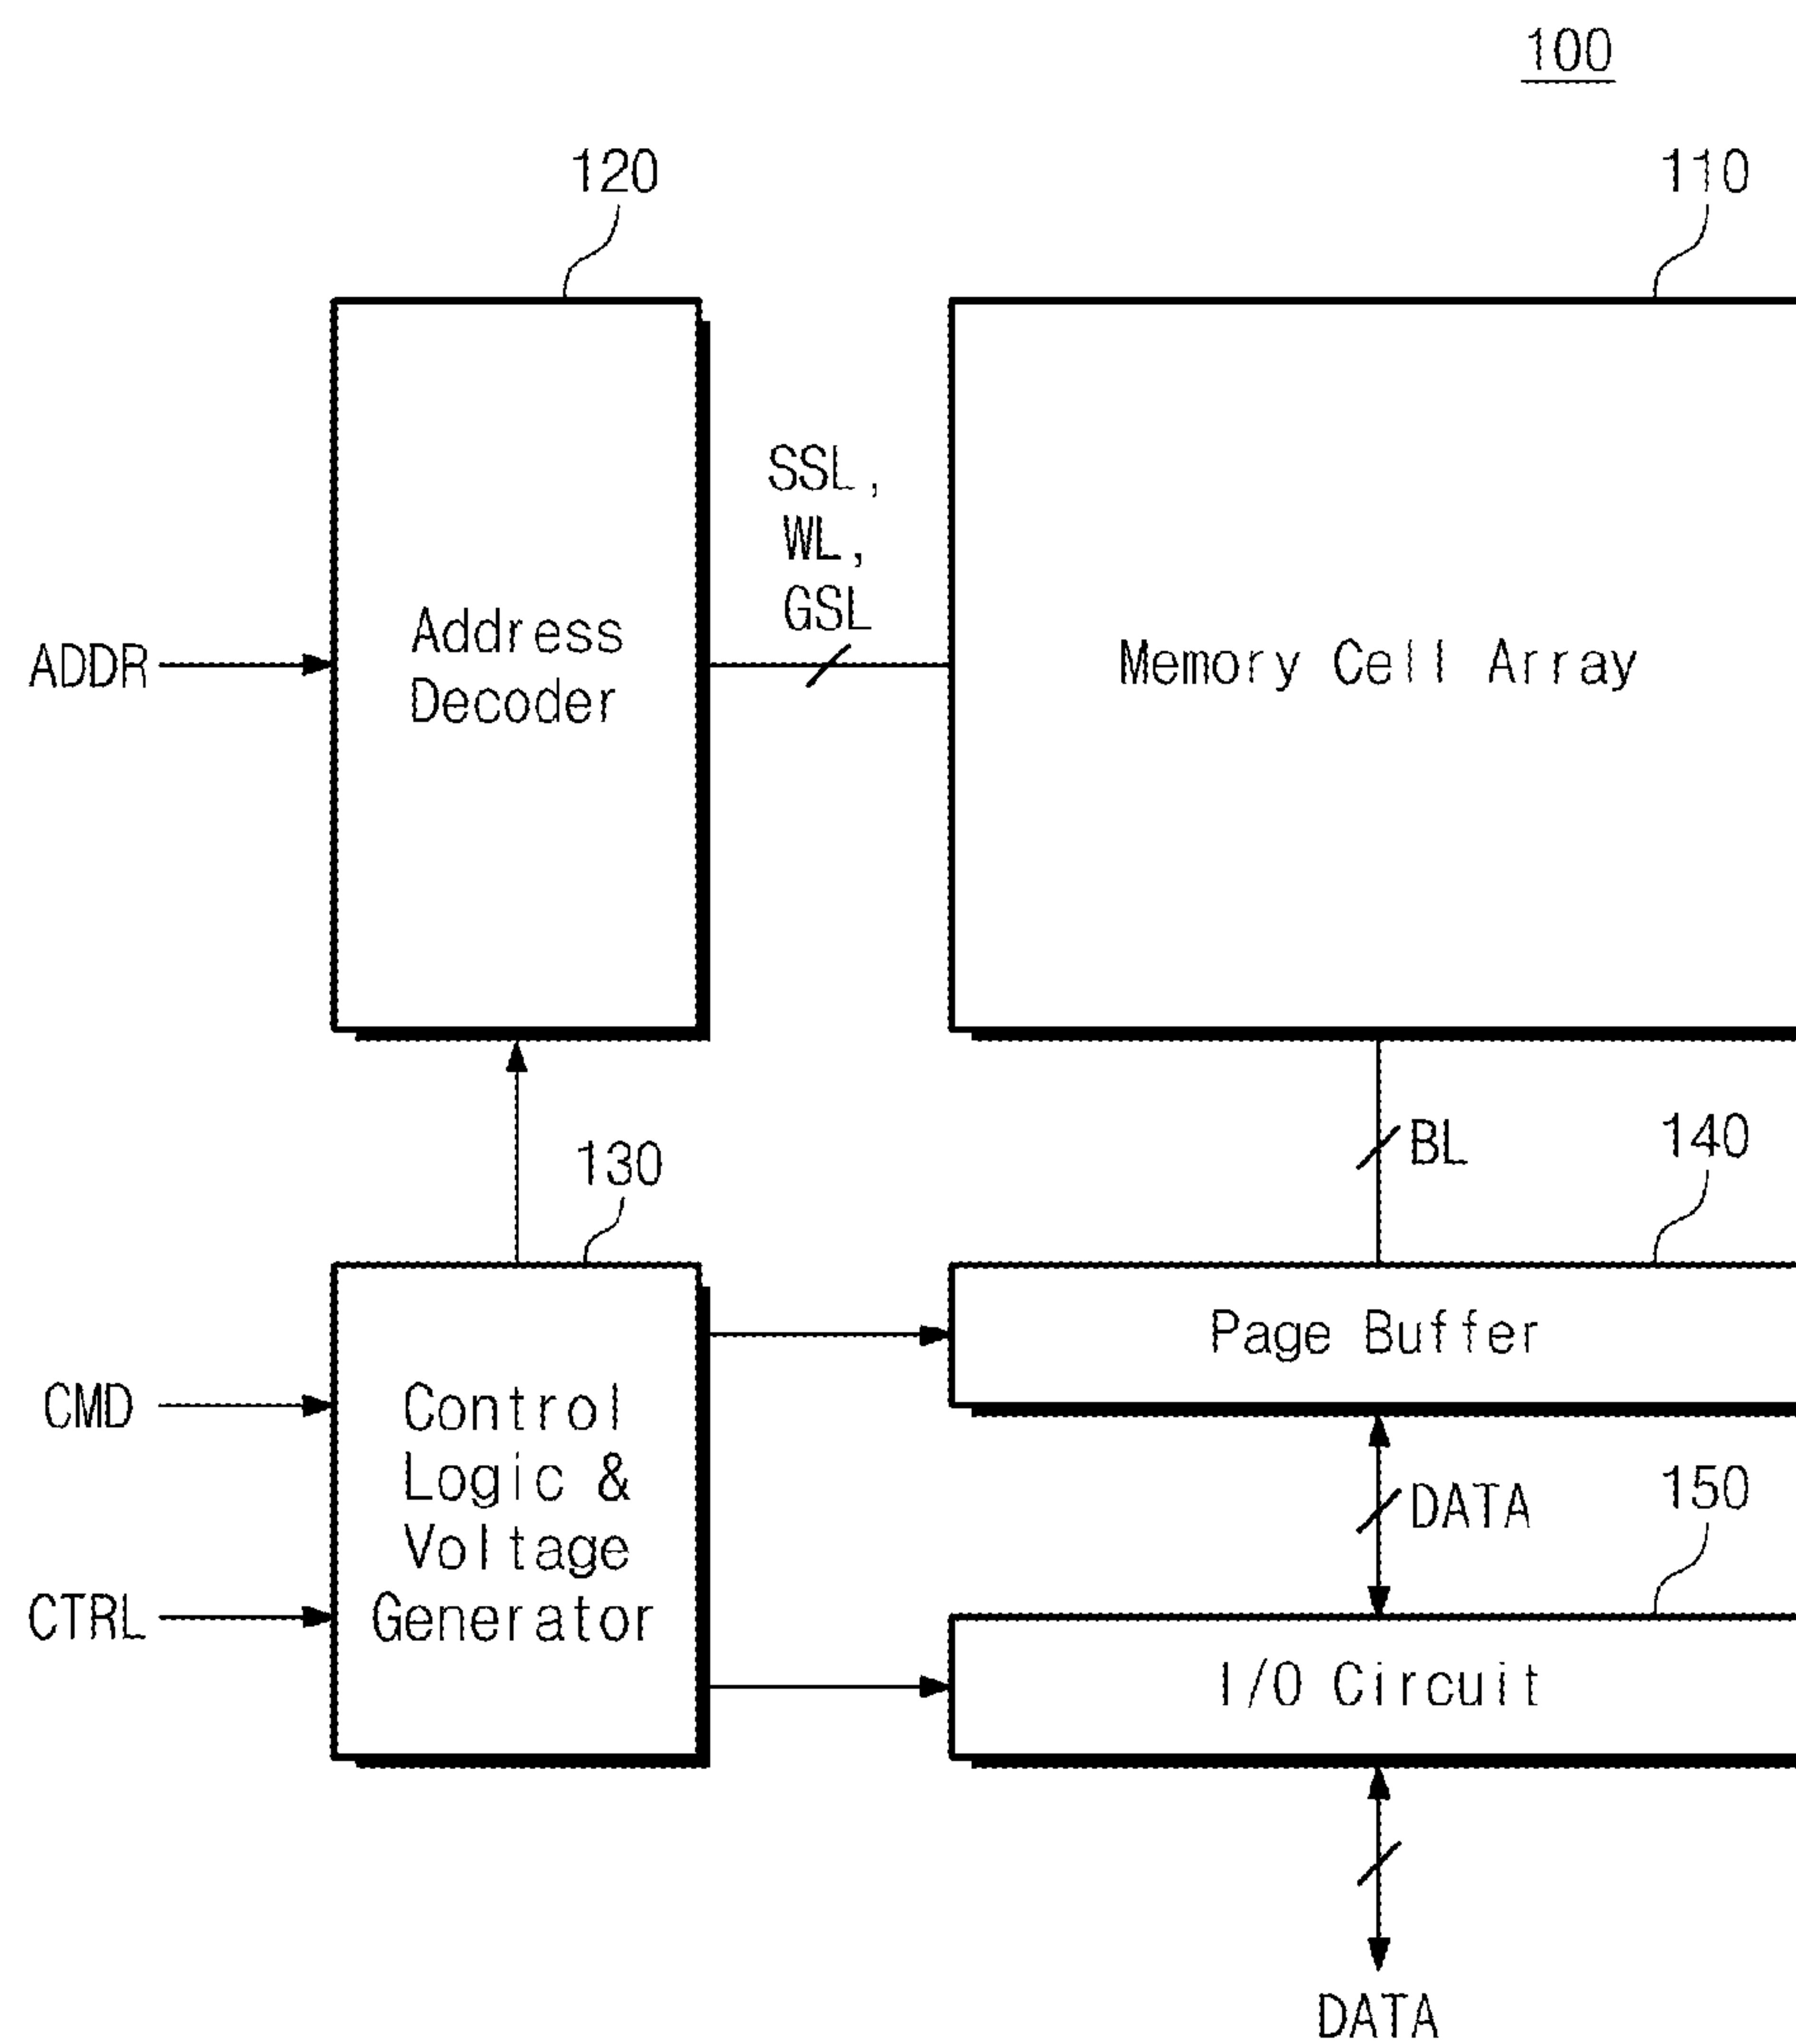 100
120
110
SSL,
WL,
GSL
ADDR
Address
Decoder
Memory Cell Array
130
BL
140
Page Buffer
CMD
CTRL
Control
Logic &
Voltage
Generator
DATA
150
I/O Circuit
DATA